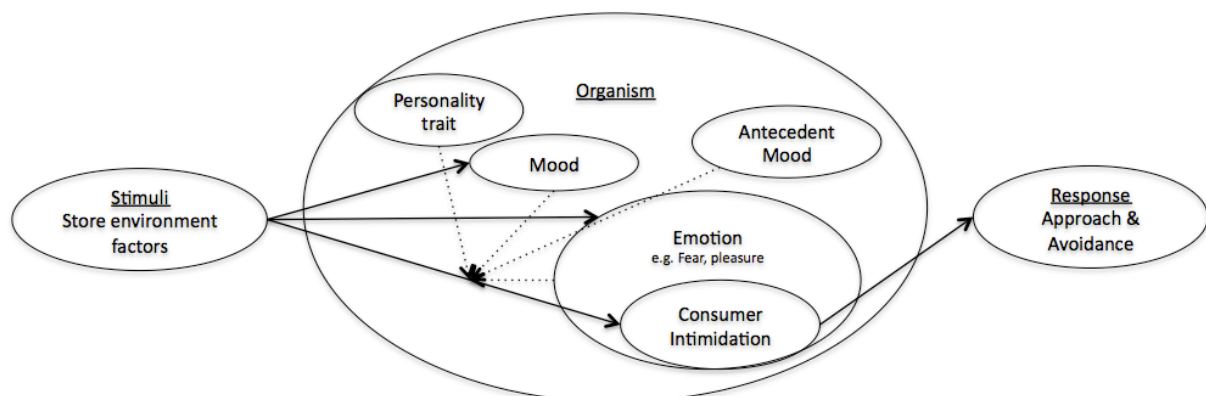 Organism
Personality
trait
Antecedent
Mood
Mood
Stimuli
Store environment
factors
Response
Approach &
Avoidance
Emotion
e.g. Fear, pleasure
Consumer
Intimidation